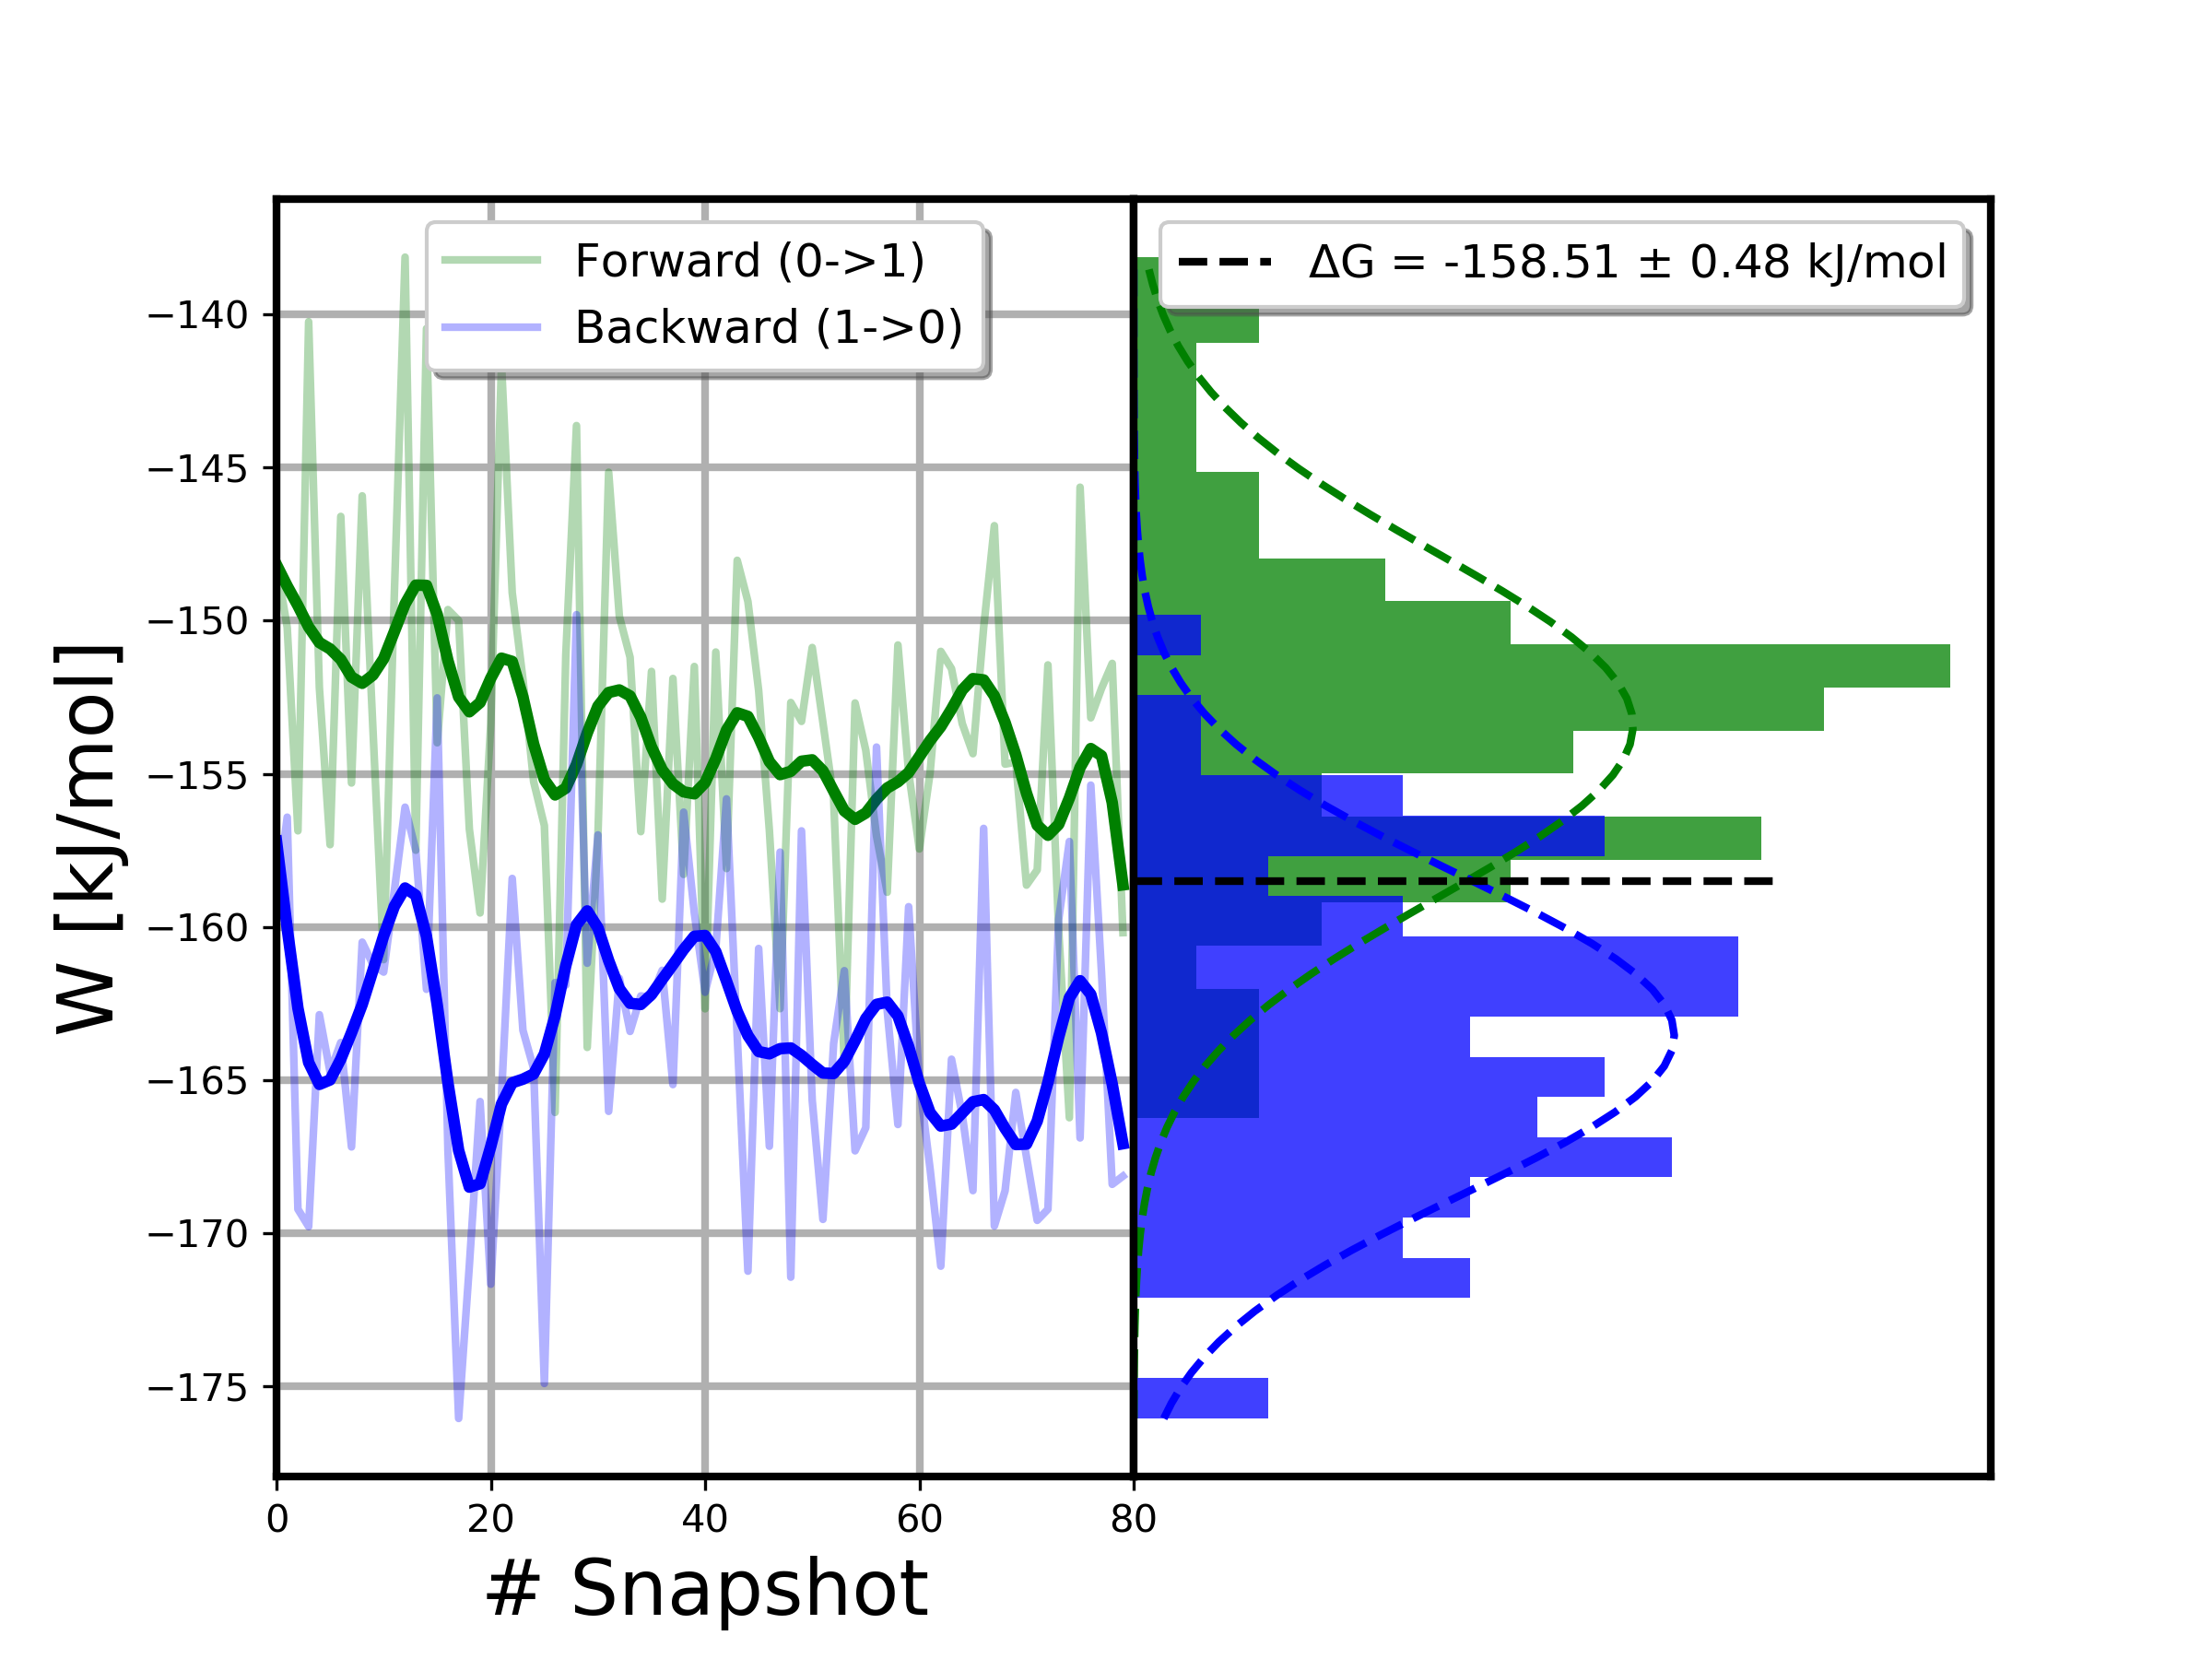 Forward (0->1)
Backward (1->0)
ΔG = -158.51 ± 0.48 kJ/mol
W [kJ/mol]
−140
−145
−150
−155
−160
−165
−170
−175
0 20 40 60 80
# Snapshot